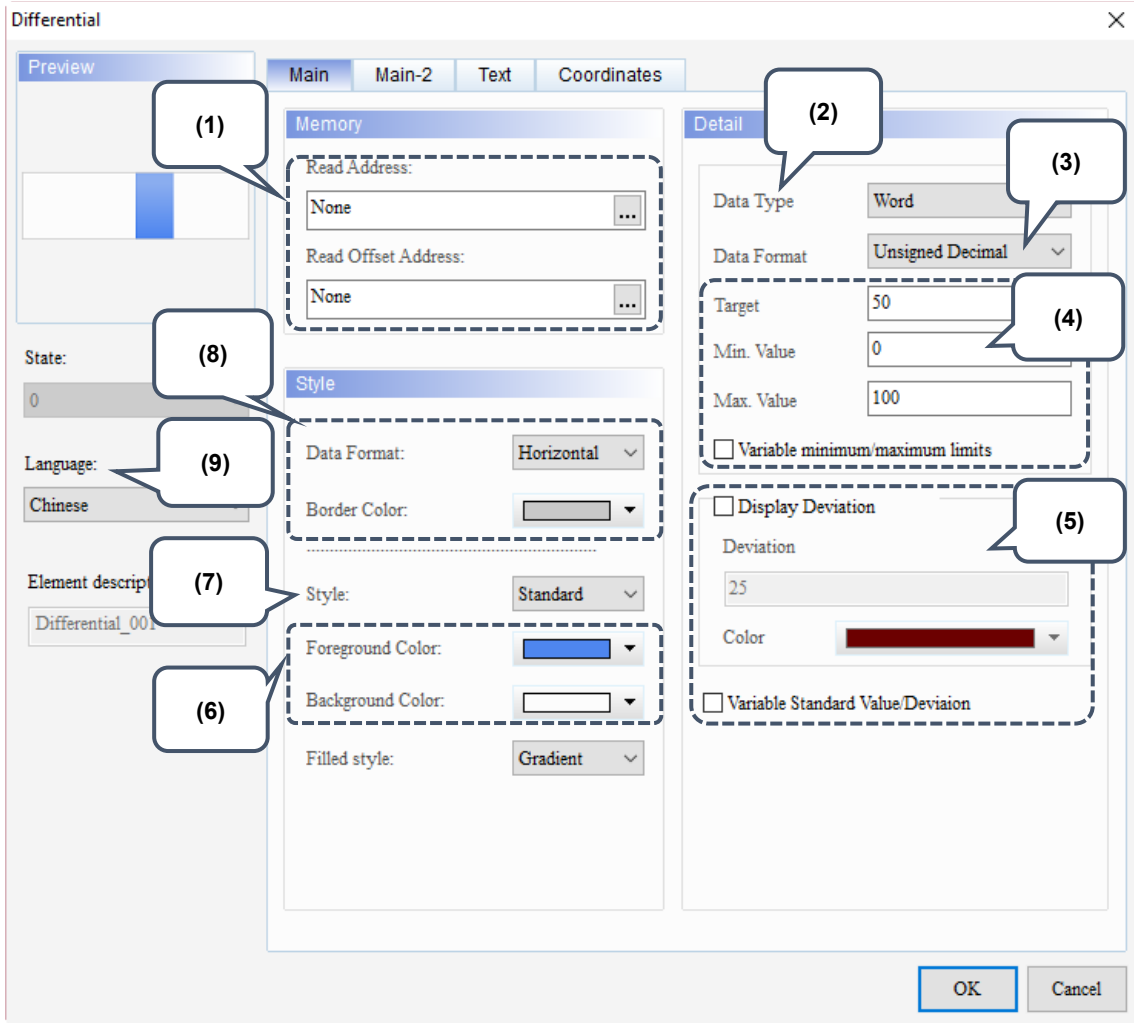 Differential
Preview
Main
Main-2
Text
Coordinates
(1)
Memory
Read Address:
None
...
Read Offset Address:
None
...
(2)
Detail
(3)
Data Type
Word
Data Format
Unsigned Decimal
(4)
Target
50
Min. Value
0
Max. Value
100
Variable minimum/maximum limits
State:
0
(8)
Style
Data Format:
Horizontal
Border Color:
(9)
Language:
Chinese
(5)
Display Deviation
Deviation
25
Color
Variable Standard Value/Deviaion
(7)
Element descript
Differential_001
Style:
Standard
(6)
Foreground Color:
Background Color:
Filled style:
Gradient
OK
Cancel